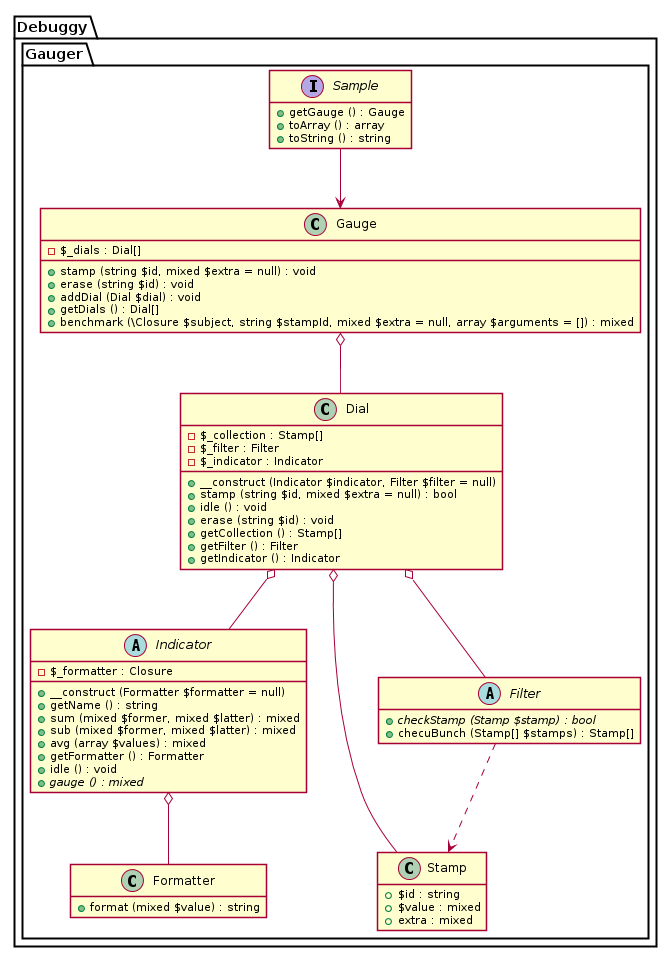 Debuggy
Gauger
I Sample
getGauge () : Gauge
toArray () : array
toString () : string
C Gauge
$_dials : Dial[]
stamp (string $id, mixed $extra = null) : void
erase (string $id) : void
addDial (Dial $dial) : void
getDials () : Dial[]
benchmark (\Closure $subject, string $stampId, mixed $extra = null, array $arguments = []) : mixed
C Dial
$_collection : Stamp[]
$_filter : Filter
$_indicator : Indicator
__construct (Indicator $indicator, Filter $filter = null)
stamp (string $id, mixed $extra = null) : bool
idle () : void
erase (string $id) : void
getCollection () : Stamp[]
getFilter () : Filter
getIndicator () : Indicator
A Indicator
$_formatter : Closure
__construct (Formatter $formatter = null)
getName () : string
sum (mixed $former, mixed $latter) : mixed
sub (mixed $former, mixed $latter) : mixed
avg (array $values) : mixed
getFormatter () : Formatter
idle () : void
gauge () : mixed
A Filter
checkStamp (Stamp $stamp) : bool
checuBunch (Stamp[] $stamps) : Stamp[]
C Formatter
format (mixed $value) : string
C Stamp
$id : string
$value : mixed
extra : mixed